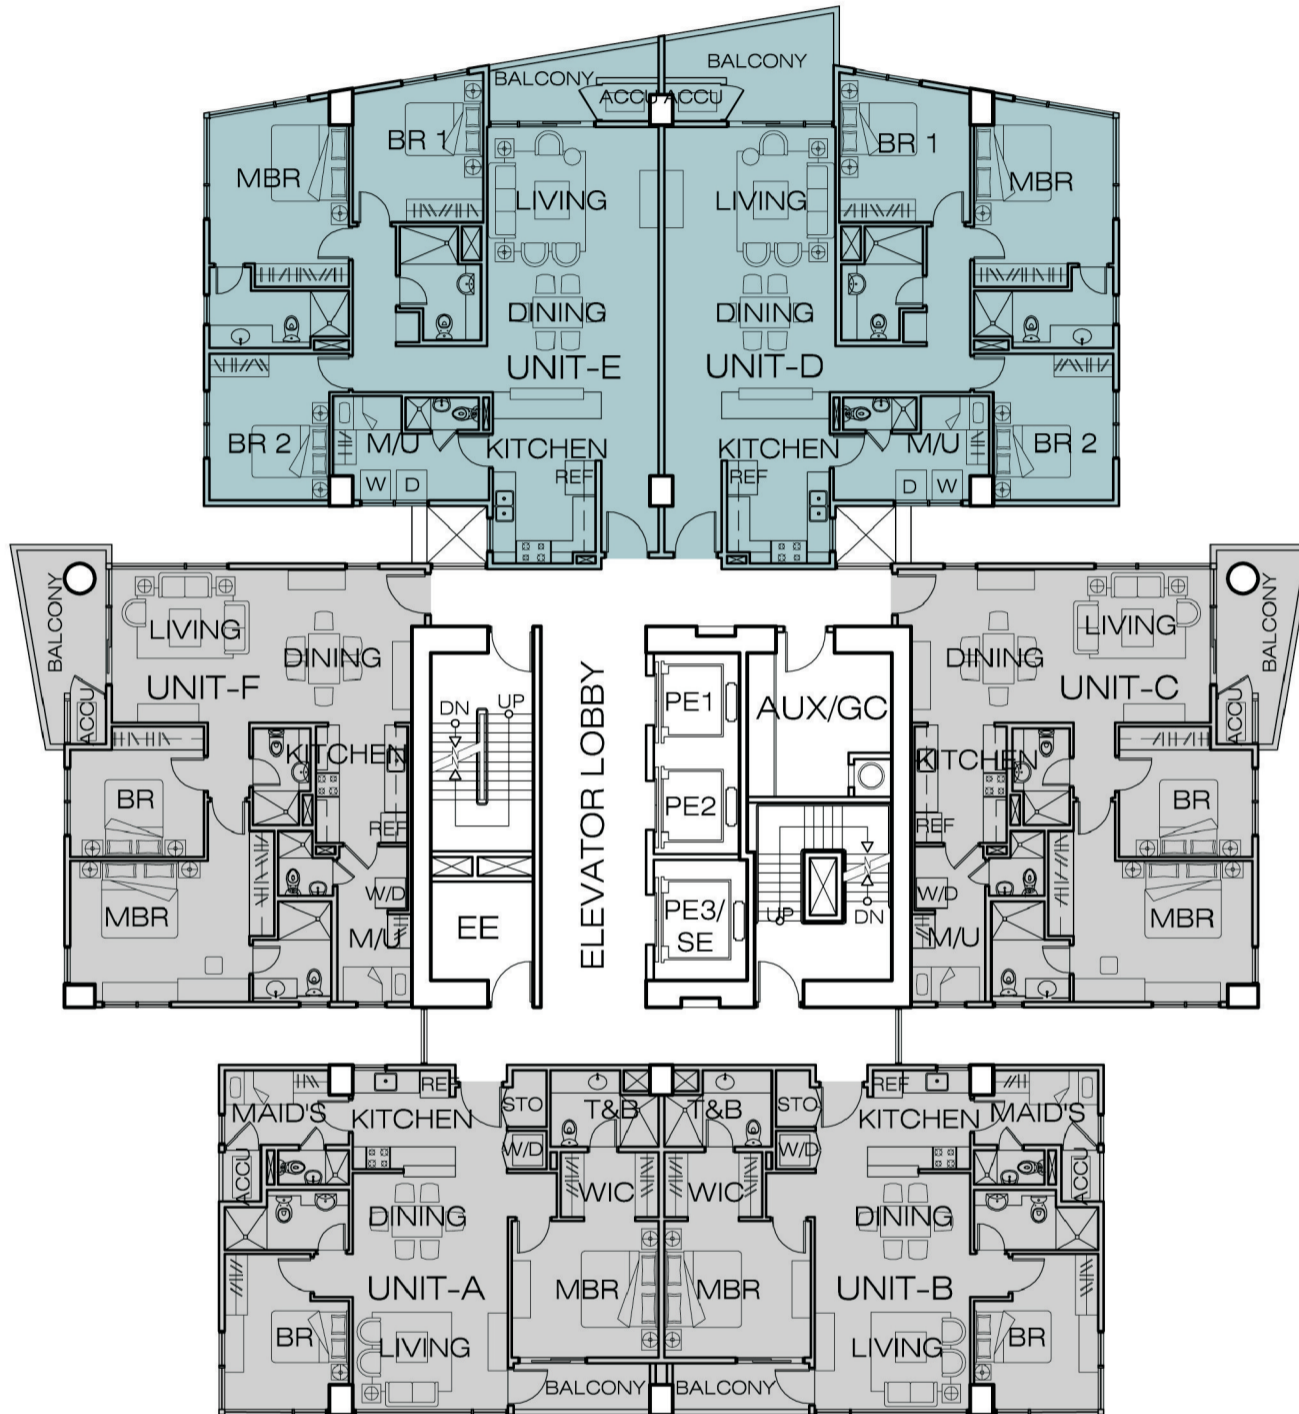 BALCONY
BALCONY
ACCU
ACCU
MBR
BR 1
LIVING
LIVING
BR 1
MBR
DINING
DINING
UNIT-E
UNIT-D
BR 2
M/U
KITCHEN
KITCHEN
M/U
BR 2
W
D
REF
REF
D
W
BALCONY
LIVING
DINING
UNIT-F
ACCU
KITCHEN
BR
REF
MBR
W/D
M/U
DN
UP
EE
ELEVATOR LOBBY
PE1
PE2
PE3/
SE
AUX/GC
UP
DN
DINING
LIVING
BALCONY
UNIT-C
ACCU
KITCHEN
BR
REF
W/D
MBR
M/U
MAID'S
KITCHEN
REF
STO
T&B
T&B
STO
REF
KITCHEN
MAID'S
ACCU
W/D
W/D
ACCU
WIC
WIC
DINING
DINING
UNIT-A
MBR
MBR
UNIT-B
BR
LIVING
LIVING
BR
BALCONY
BALCONY